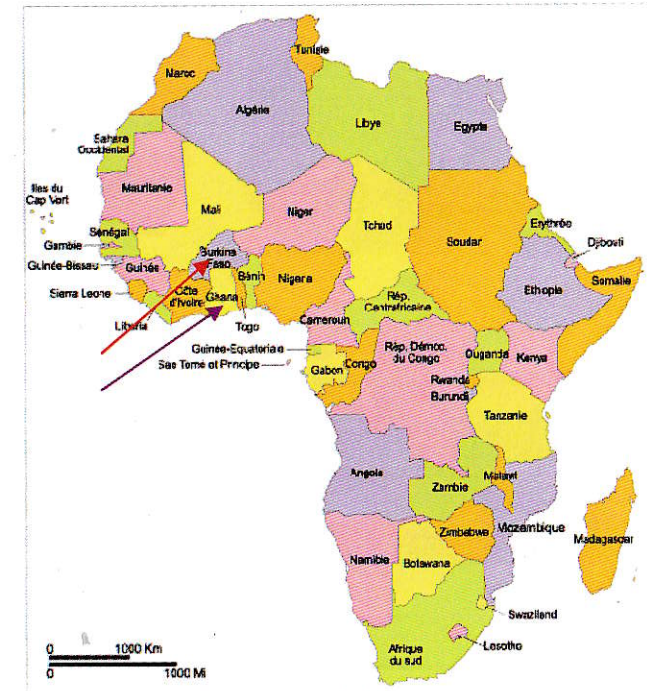 Tunisie
Maroc
Algérie
Libye
Egypte
Sahara
Occidental
Mauritanie
Iles du
Cap Vert
Mali
Niger
Tchad
Soudan
Erythrée
Djibouti
Sénégal
Gambie
Guinée-Bissau
Guinée
Sierra Leone
Liberia
Côte
d'Ivoire
Burkina
Faso
Ghana
Togo
Bénin
Nigeria
Cameroun
Rép.
Centrafricaine
Ethiopie
Somalie
Guinée-Equatoriale
Sao Tomé et Principe
Gabon
Congo
Rép. Démoc.
du Congo
Ouganda
Kenya
Rwanda
Burundi
Tanzanie
Angola
Zambie
Malawi
Mozambique
Zimbabwe
Madagascar
Namibie
Botswana
Swaziland
Lesotho
Afrique
du sud
0 1000 Km
0 1000 Mi